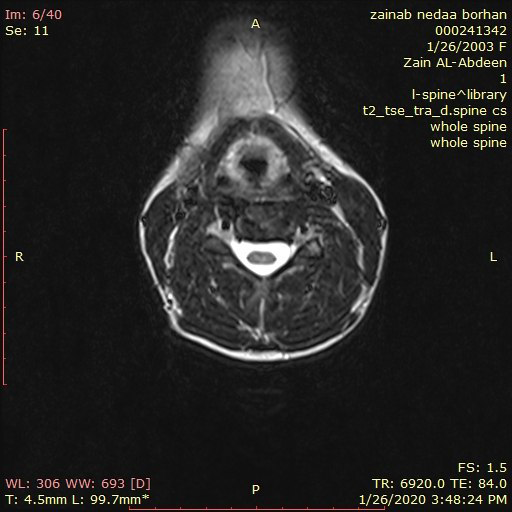 Im: 6/40
Se: 11
zainab nedaa borhan
000241342
1/26/2003 F
Zain AL-Abdeen
1
l-spine^library
t2_tse_tra_d.spine cs
whole spine
whole spine
A
R
L
P
WL: 306 WW: 693 [D]
T: 4.5mm L: 99.7mm*
FS: 1.5
TR: 6920.0 TE: 84.0
1/26/2020 3:48:24 PM